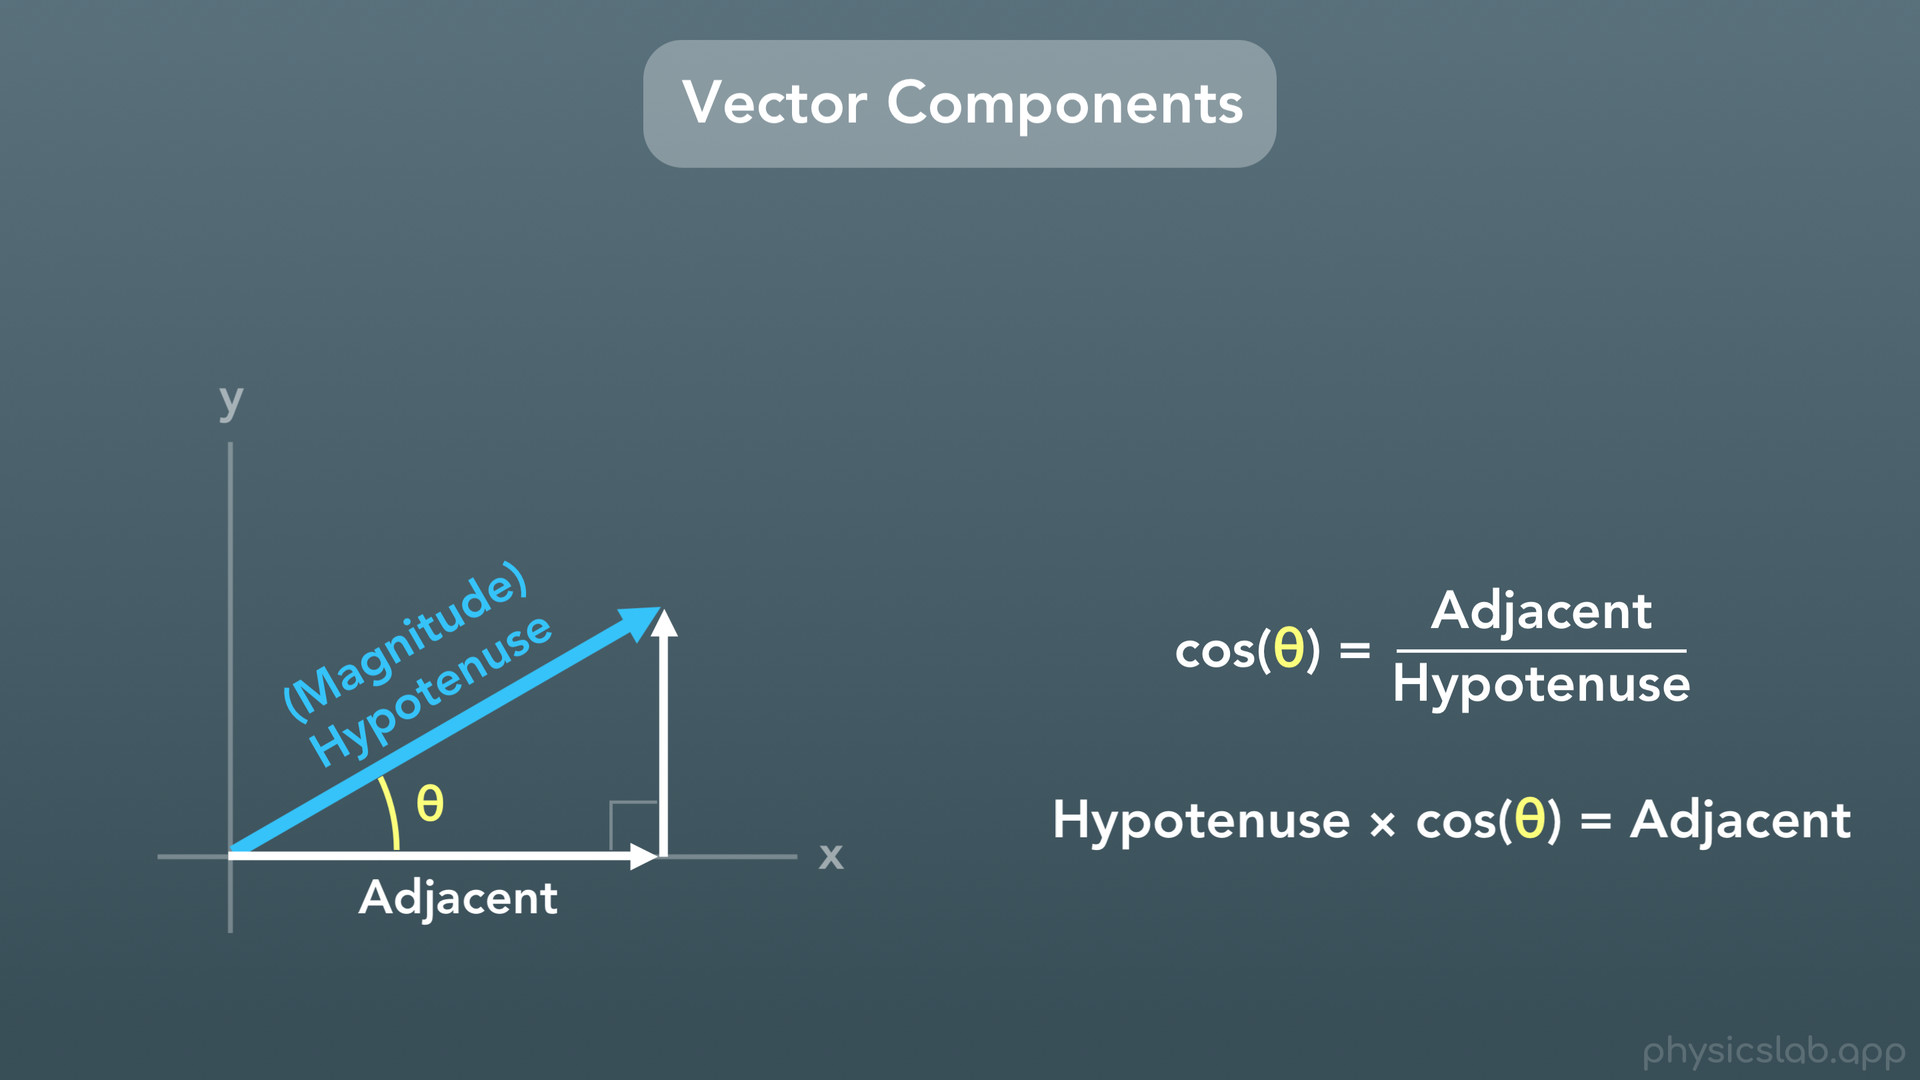 Vector Components
y
(Magnitude)
Hypotenuse
θ
x
Adjacent
cos(θ) = Adjacent
Hypotenuse
Hypotenuse × cos(θ) = Adjacent
physicslab.app